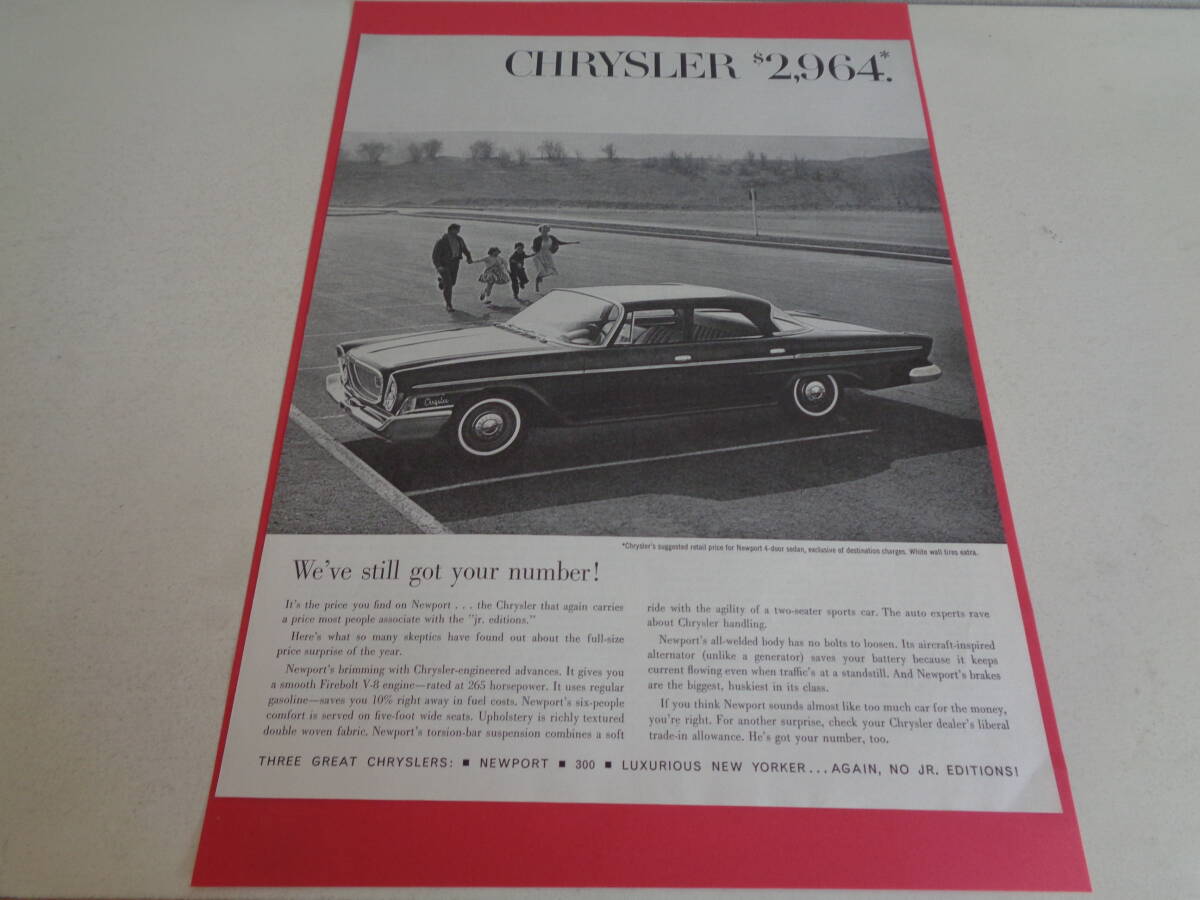 CHRYSLER $2,964.*
Chrysler
*Chrysler's suggested retail price for Newport 4-door sedan, exclusive of destination charges. White wall tires extra.
We've still got your number!
It's the price you find on Newport . . . the Chrysler that again carries
a price most people associate with the "jr. editions."
Here's what so many skeptics have found out about the full-size
price surprise of the year.
Newport's brimming with Chrysler-engineered advances. It gives you
a smooth Firebolt V-8 engine—rated at 265 horsepower. It uses regular
gasoline—saves you 10% right away in fuel costs. Newport's six-people
comfort is served on five-foot wide seats. Upholstery is richly textured
double woven fabric. Newport's torsion-bar suspension combines a soft
ride with the agility of a two-seater sports car. The auto experts rave
about Chrysler handling.
Newport's all-welded body has no bolts to loosen. Its aircraft-inspired
alternator (unlike a generator) saves your battery because it keeps
current flowing even when traffic's at a standstill. And Newport's brakes
are the biggest, huskiest in its class.
If you think Newport sounds almost like too much car for the money,
you're right. For another surprise, check your Chrysler dealer's liberal
trade-in allowance. He's got your number, too.
THREE GREAT CHRYSLERS: ■ NEWPORT ■ 300 ■ LUXURIOUS NEW YORKER...AGAIN, NO JR. EDITIONS!